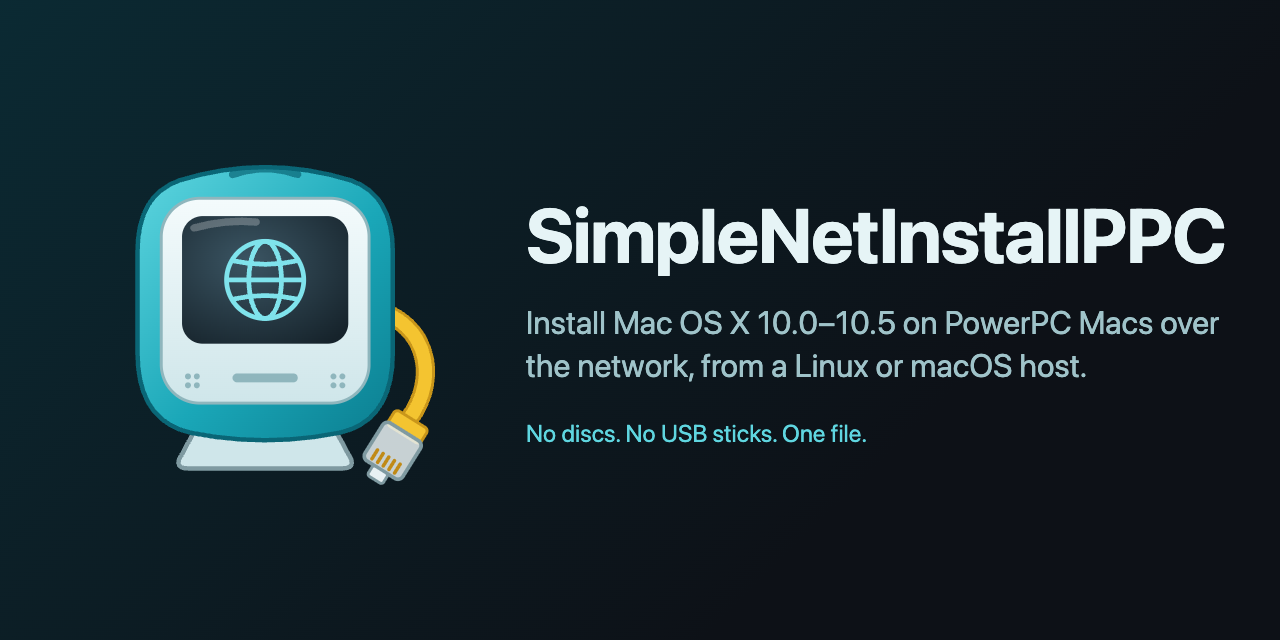 SimpleNetInstallPPC
Install Mac OS X 10.0–10.5 on PowerPC Macs over
the network, from a Linux or macOS host.
No discs. No USB sticks. One file.